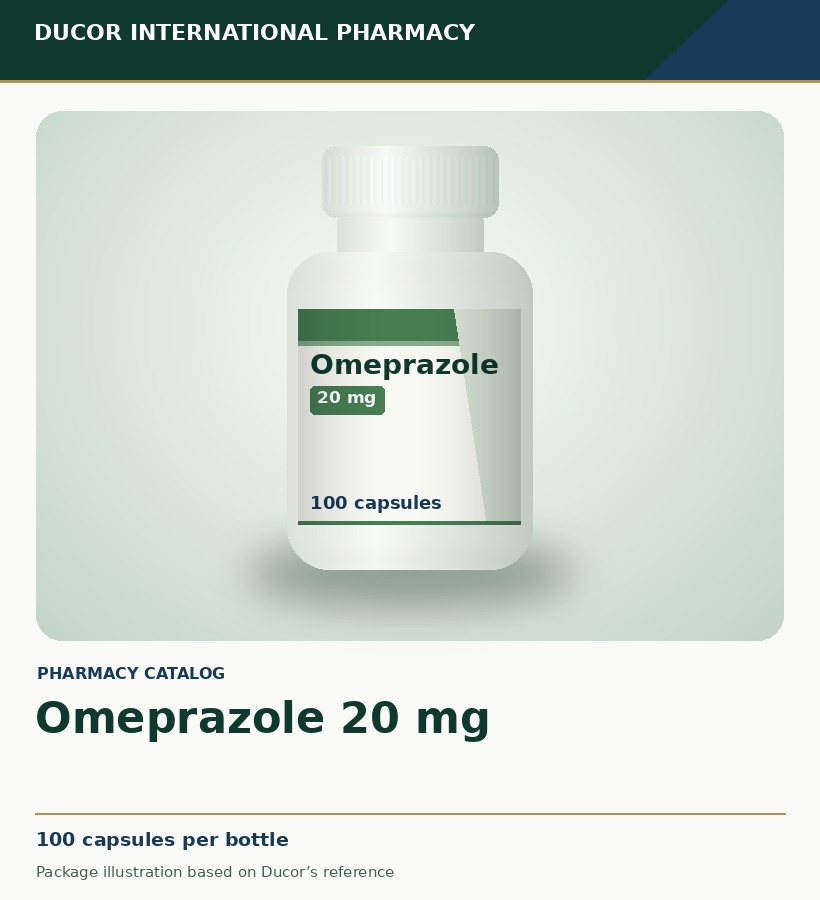 DUCOR INTERNATIONAL PHARMACY
Omeprazole
20 mg
100 capsules
PHARMACY CATALOG
Omeprazole 20 mg
100 capsules per bottle
Package illustration based on Ducor’s reference